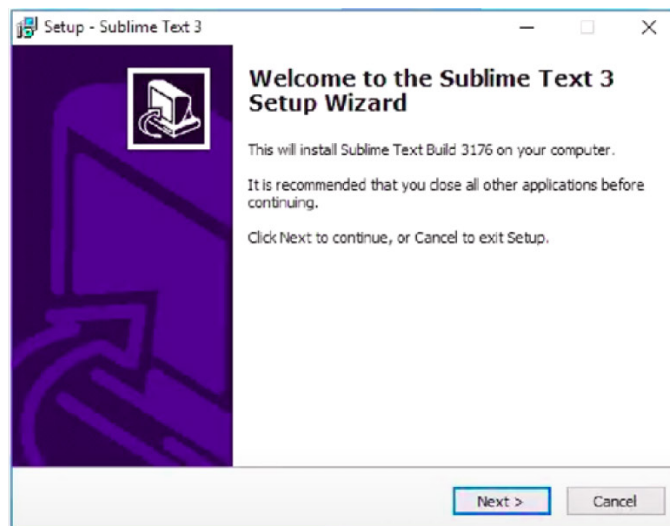 Setup - Sublime Text 3
Welcome to the Sublime Text 3
Setup Wizard
This will install Sublime Text Build 3176 on your computer.
It is recommended that you close all other applications before
continuing.
Click Next to continue, or Cancel to exit Setup.
Next >
Cancel